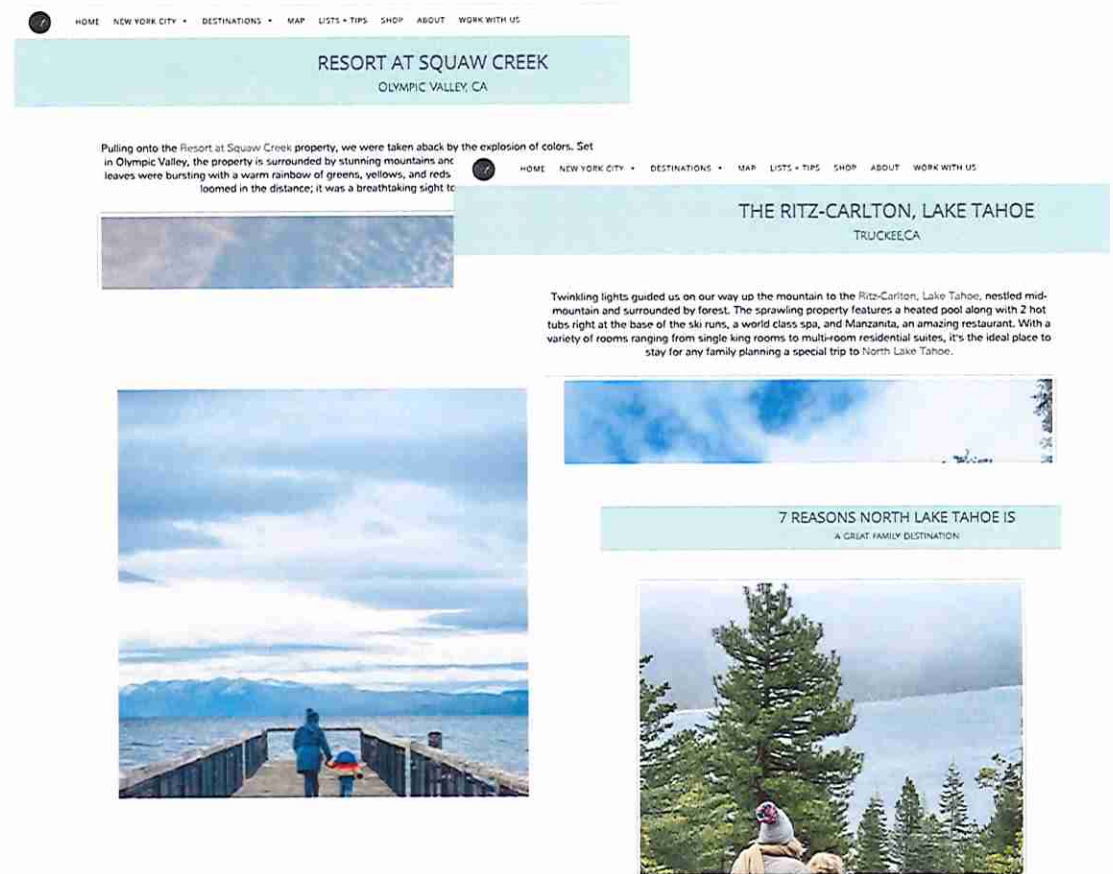 HOME NEW YORK CITY DESTINATIONS MAP LISTS + TIPS SHOP ABOUT WORK WITH US
RESORT AT SQUAW CREEK
OLYMPIC VALLEY, CA
Pulling onto the Resort at Squaw Creek property, we were taken aback by the explosion of colors. Set
in Olympic Valley, the property is surrounded by stunning mountains and
leaves were bursting with a warm rainbow of greens, yellows, and reds
loomed in the distance; it was a breathtaking sight to
HOME NEW YORK CITY DESTINATIONS MAP LISTS + TIPS SHOP ABOUT WORK WITH US
THE RITZ-CARLTON, LAKE TAHOE
TRUCKEE,CA
Twinkling lights guided us on our way up the mountain to the Ritz-Carlton, Lake Tahoe, nestled mid-
mountain and surrounded by forest. The sprawling property features a heated pool along with 2 hot
tubs right at the base of the ski runs, a world class spa, and Manzanita, an amazing restaurant. With a
variety of rooms ranging from single king rooms to multi-room residential suites, it's the ideal place to
stay for any family planning a special trip to North Lake Tahoe.
7 REASONS NORTH LAKE TAHOE IS
A GREAT FAMILY DESTINATION